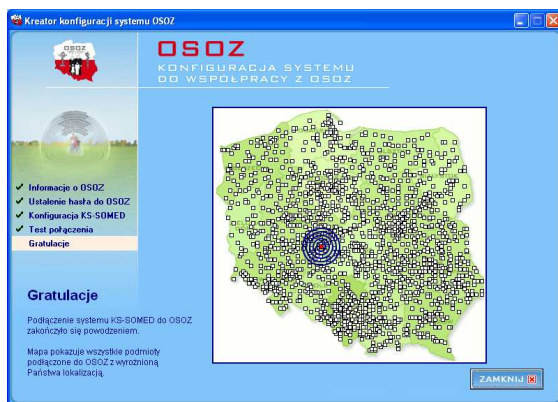 Kreator konfiguracji systemu OSOZ
OSOZ
OSOZ
KONFIGURACJA SYSTEMU
DO WSPÓŁPRACY Z OSOZ
Informacje o OSOZ
Ustalenie hasła do OSOZ
Konfiguracja KS-SOMED
Test połączenia
Gratulacje
Gratulacje
Podłączenie systemu KS-SOMED do OSOZ
zakończyło się powodzeniem.
Mapa pokazuje wszystkie podmioty
podłączone do OSOZ z wyróżnioną
Państwa lokalizacją.
ZAMKNIJ